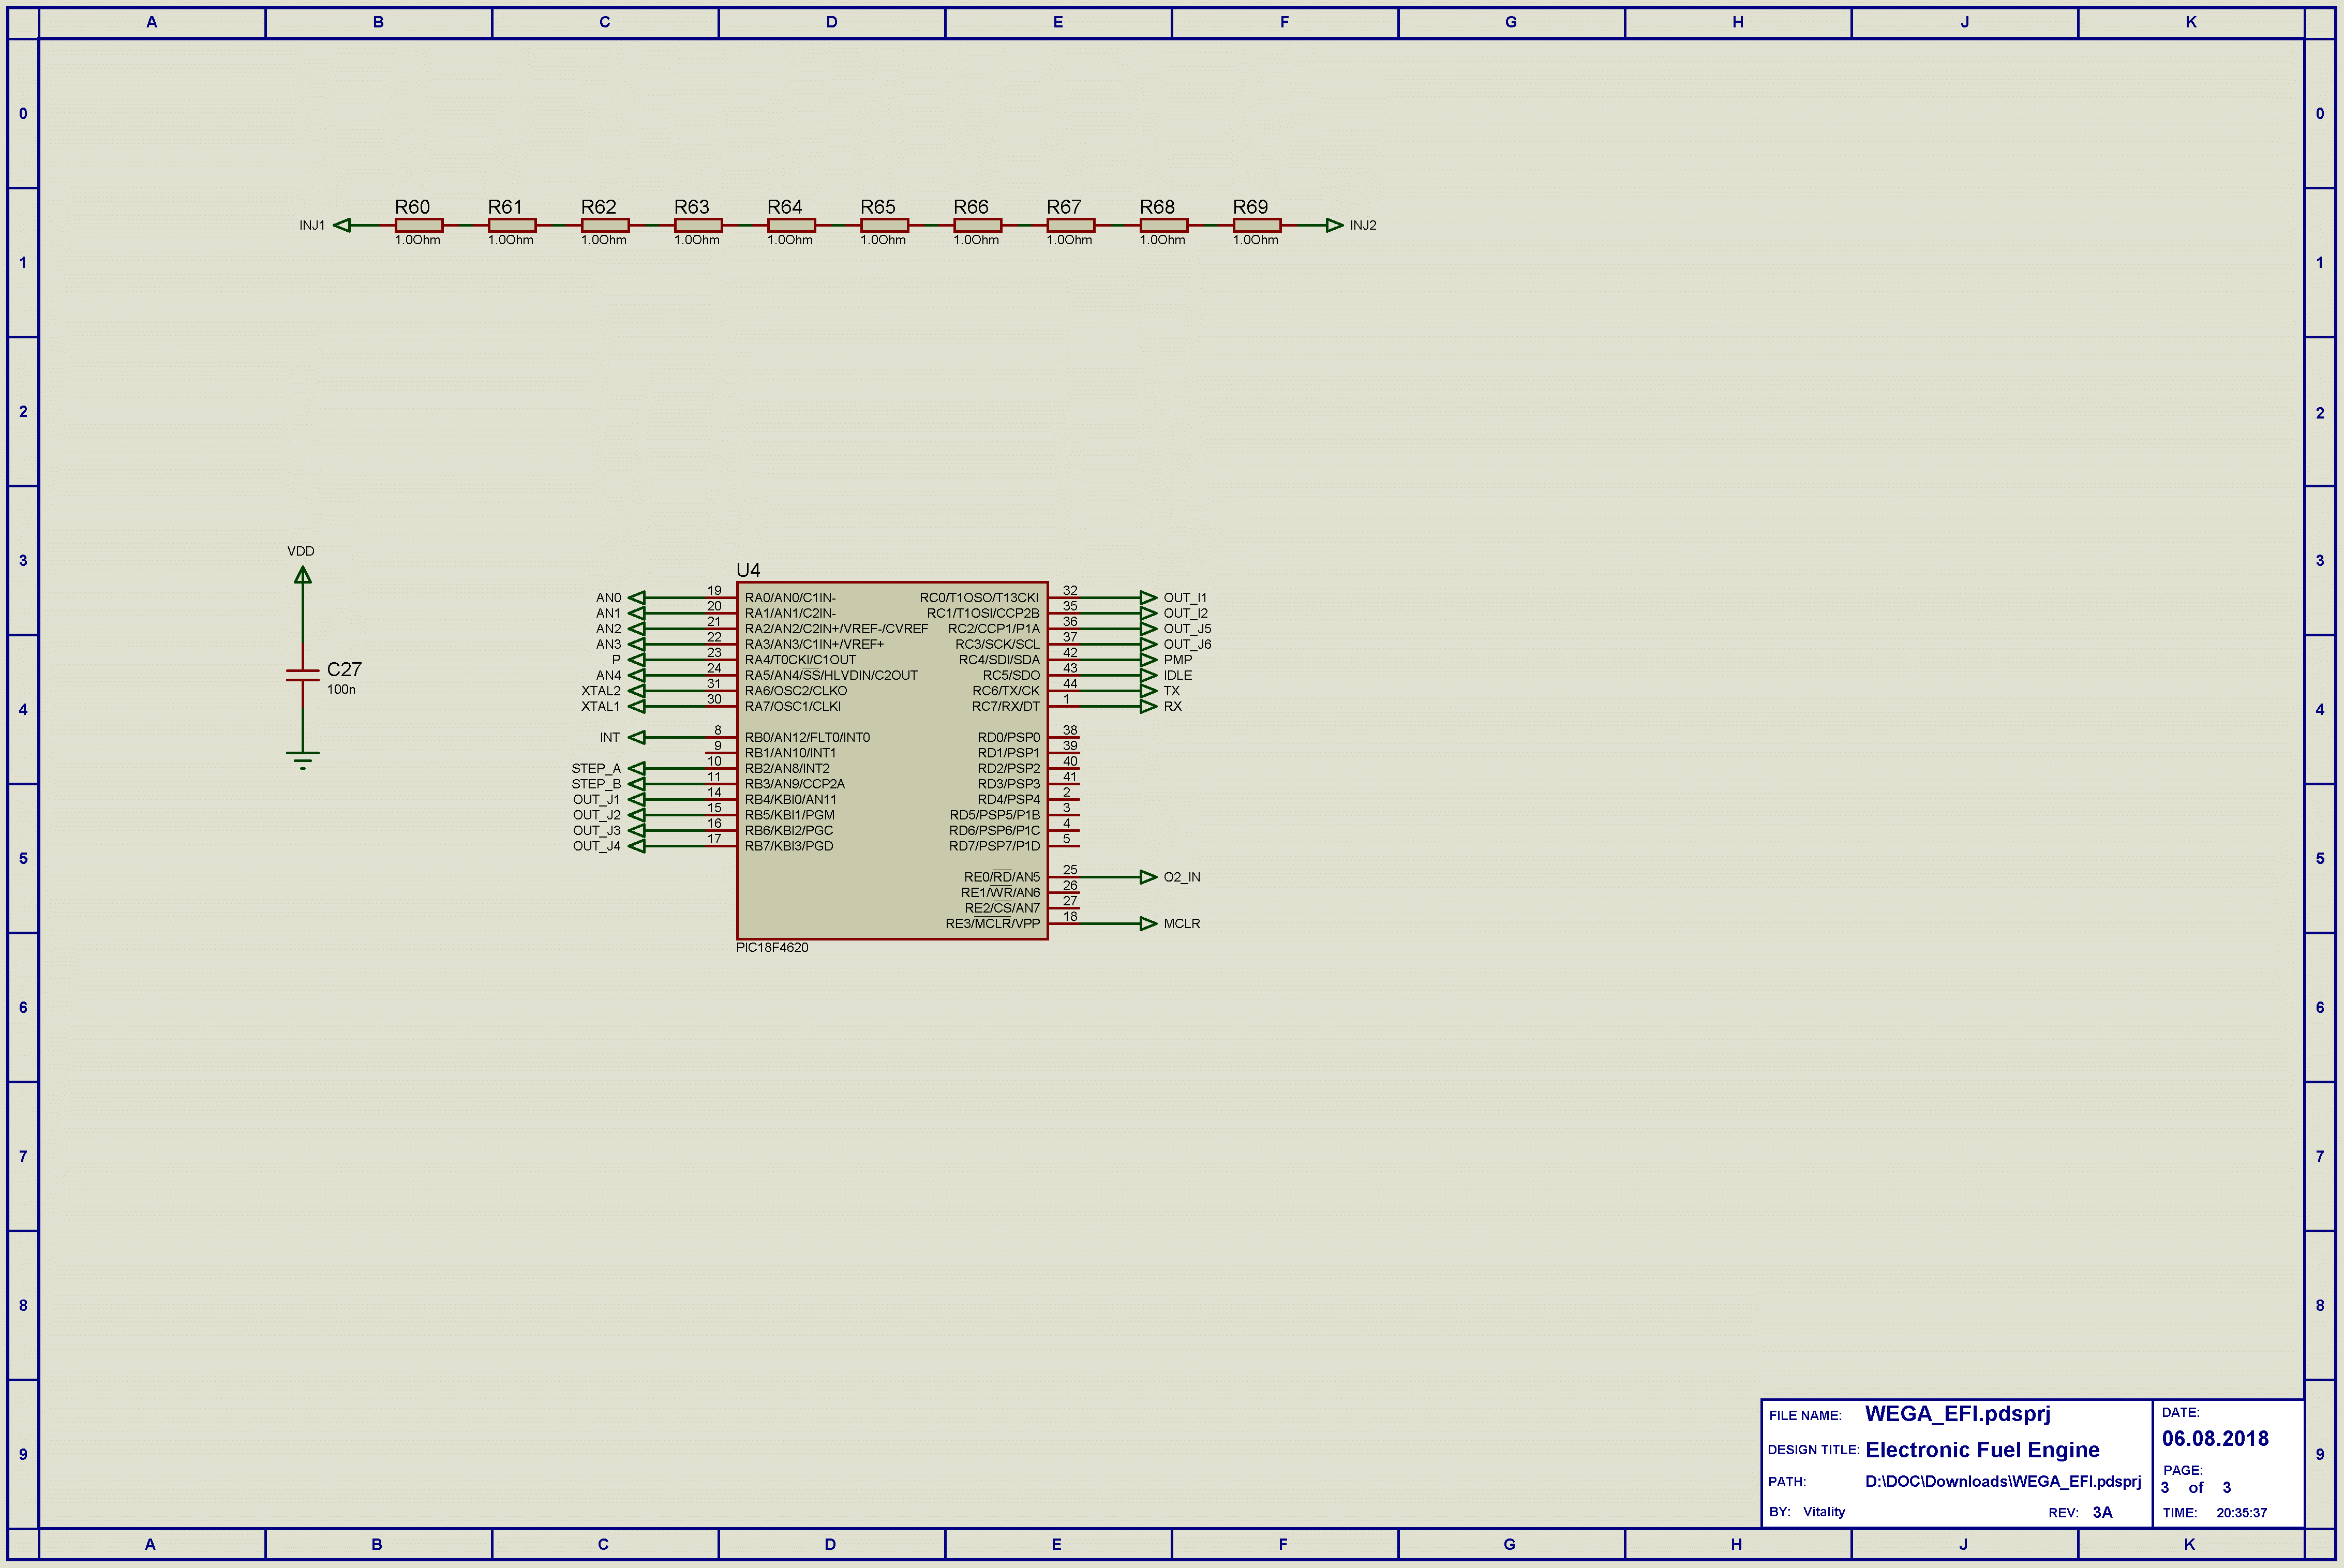 A B C D E F G H J K
0 0
R60 R61 R62 R63 R64 R65 R66 R67 R68 R69
INJ1 INJ2
1.0Ohm 1.0Ohm 1.0Ohm 1.0Ohm 1.0Ohm 1.0Ohm 1.0Ohm 1.0Ohm 1.0Ohm 1.0Ohm
1 1
2 2
VDD
3 3
U4
AN0 19 RA0/AN0/C1IN- RC0/T1OSO/T13CKI 32 OUT_I1
AN1 20 RA1/AN1/C2IN- RC1/T1OSI/CCP2B 35 OUT_I2
AN2 21 RA2/AN2/C2IN+/VREF-/CVREF RC2/CCP1/P1A 36 OUT_J5
AN3 22 RA3/AN3/C1IN+/VREF+ RC3/SCK/SCL 37 OUT_J6
P 23 RA4/T0CKI/C1OUT RC4/SDI/SDA 42 PMP
C27
AN4 24 RA5/AN4/SS/HLVDIN/C2OUT RC5/SDO 43 IDLE
100n
XTAL2 31 RA6/OSC2/CLKO RC6/TX/CK 44 TX
XTAL1 30 RA7/OSC1/CLKI RC7/RX/DT 1 RX
4 4
INT 8 RB0/AN12/FLT0/INT0 RD0/PSP0 38
9 RB1/AN10/INT1 RD1/PSP1 39
STEP_A 10 RB2/AN8/INT2 RD2/PSP2 40
STEP_B 11 RB3/AN9/CCP2A RD3/PSP3 41
OUT_J1 14 RB4/KBI0/AN11 RD4/PSP4 2
OUT_J2 15 RB5/KBI1/PGM RD5/PSP5/P1B 3
OUT_J3 16 RB6/KBI2/PGC RD6/PSP6/P1C 4
OUT_J4 17 RB7/KBI3/PGD RD7/PSP7/P1D 5
5 5
RE0/RD/AN5 25 O2_IN
RE1/WR/AN6 26
RE2/CS/AN7 27
RE3/MCLR/VPP 18 MCLR
PIC18F4620
6 6
7 7
8 8
9 9
FILE NAME: WEGA_EFI.pdsprj
DESIGN TITLE: Electronic Fuel Engine
PATH: D:\DOC\Downloads\WEGA_EFI.pdsprj
BY: Vitality REV: 3A
DATE:
06.08.2018
PAGE:
3 of 3
TIME: 20:35:37
A B C D E F G H J K